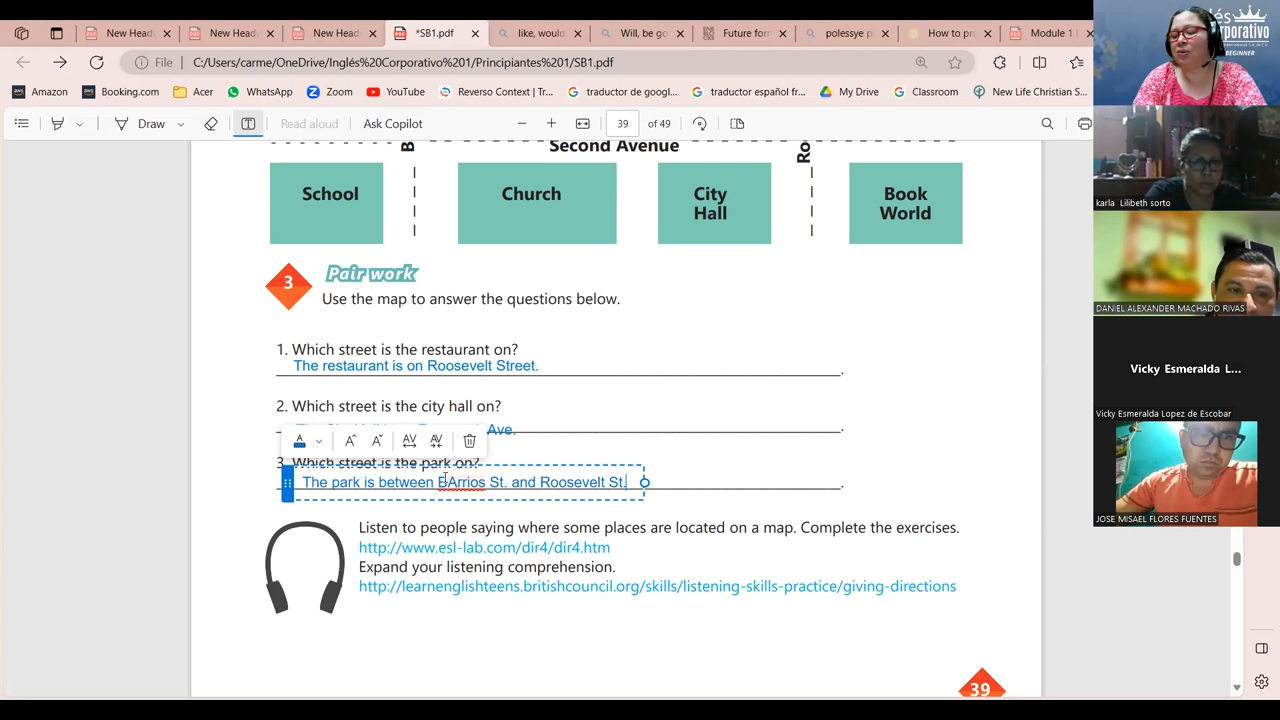 New Head
New Head
New Head
*SB1.pdf
like, would
Will, be go
Future for
polessye p
How to pr
Module 1
File
C:/Users/carme/OneDrive/Ingles%20Corporativo%201/Principian
C01/SB1.pdf
Amazon
Booking.com
Acer
WhatsApp
Zoom
YouTube
Reverso Context | Tr...
traductor de googl...
traductor español fr...
My Drive
Classroom
New Life Christian S...
Draw
Read aloud
Ask Copilot
39
of 49
Second Avenue
School
Church
City
Hall
Book
World
3
Pair work
Use the map to answer the questions below.
1. Which street is the restaurant on?
The restaurant is on Roosevelt Street.
2. Which street is the city hall on?
Ave.
3. Which street is the park on?
The park is between BArrios St. and Roosevelt St.
Listen to people saying where some places are located on a map. Complete the exercises.
http://www.esl-lab.com/dir4/dir4.htm
Expand your listening comprehension.
http://learnenglishteens.britishcouncil.org/skills/listening-skills-practice/giving-directions
39
BEGINNER
karla Lilibeth sorto
DANIEL ALEXANDER MACHADO RIVAS
Vicky Esmeralda L...
Vicky Esmeralda Lopez de Escobar
JOSE MISAEL FLORES FUENTES